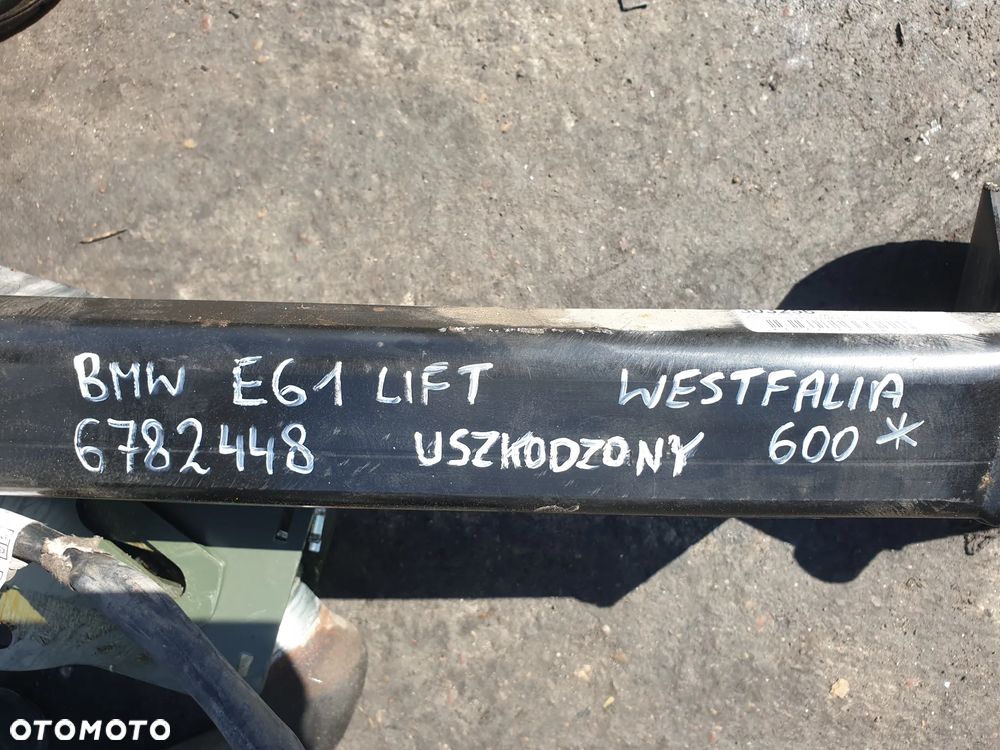 BMW E61 LIFT WESTFALIA
6782448 USZKODZONY 600*
OTOMOTO